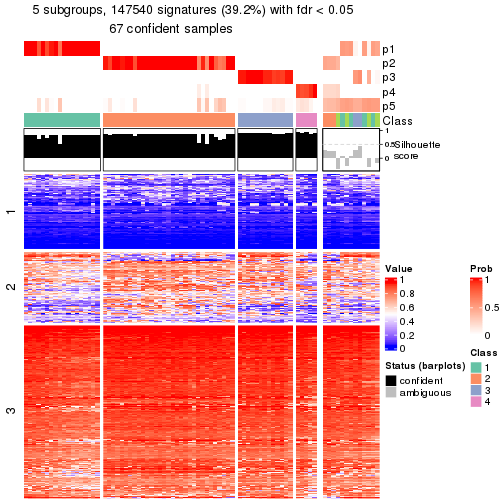 5 subgroups, 147540 signatures (39.2%) with fdr < 0.05
67 confident samples
p1
p2
p3
p4
p5
Class
1
0.5
0
Silhouette
score
1
2
3
Value
1
0.8
0.6
0.4
0.2
0
Status (barplots)
confident
ambiguous
Prob
1
0.5
0
Class
1
2
3
4